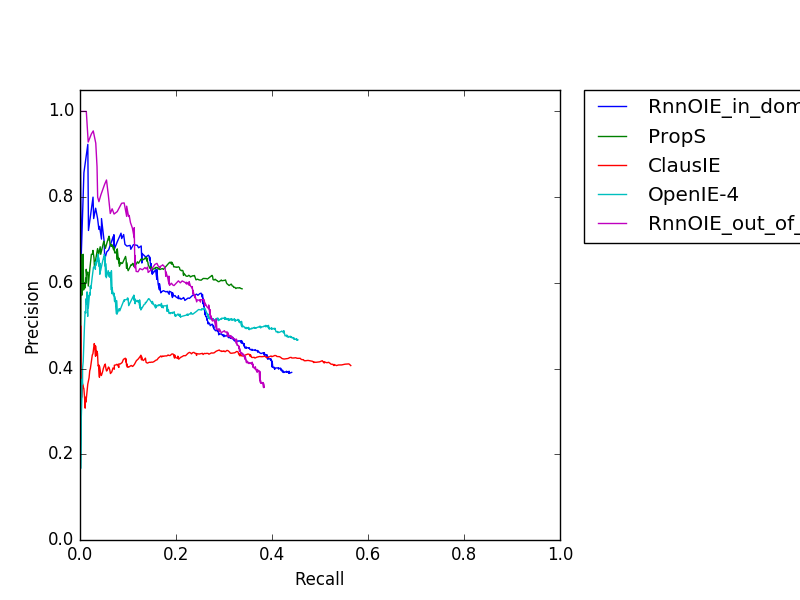 RnnOIE_in_dom
PropS
ClausIE
OpenIE-4
RnnOIE_out_of_
Precision
1.0
0.8
0.6
0.4
0.2
0.0
0.0 0.2 0.4 0.6 0.8 1.0
Recall